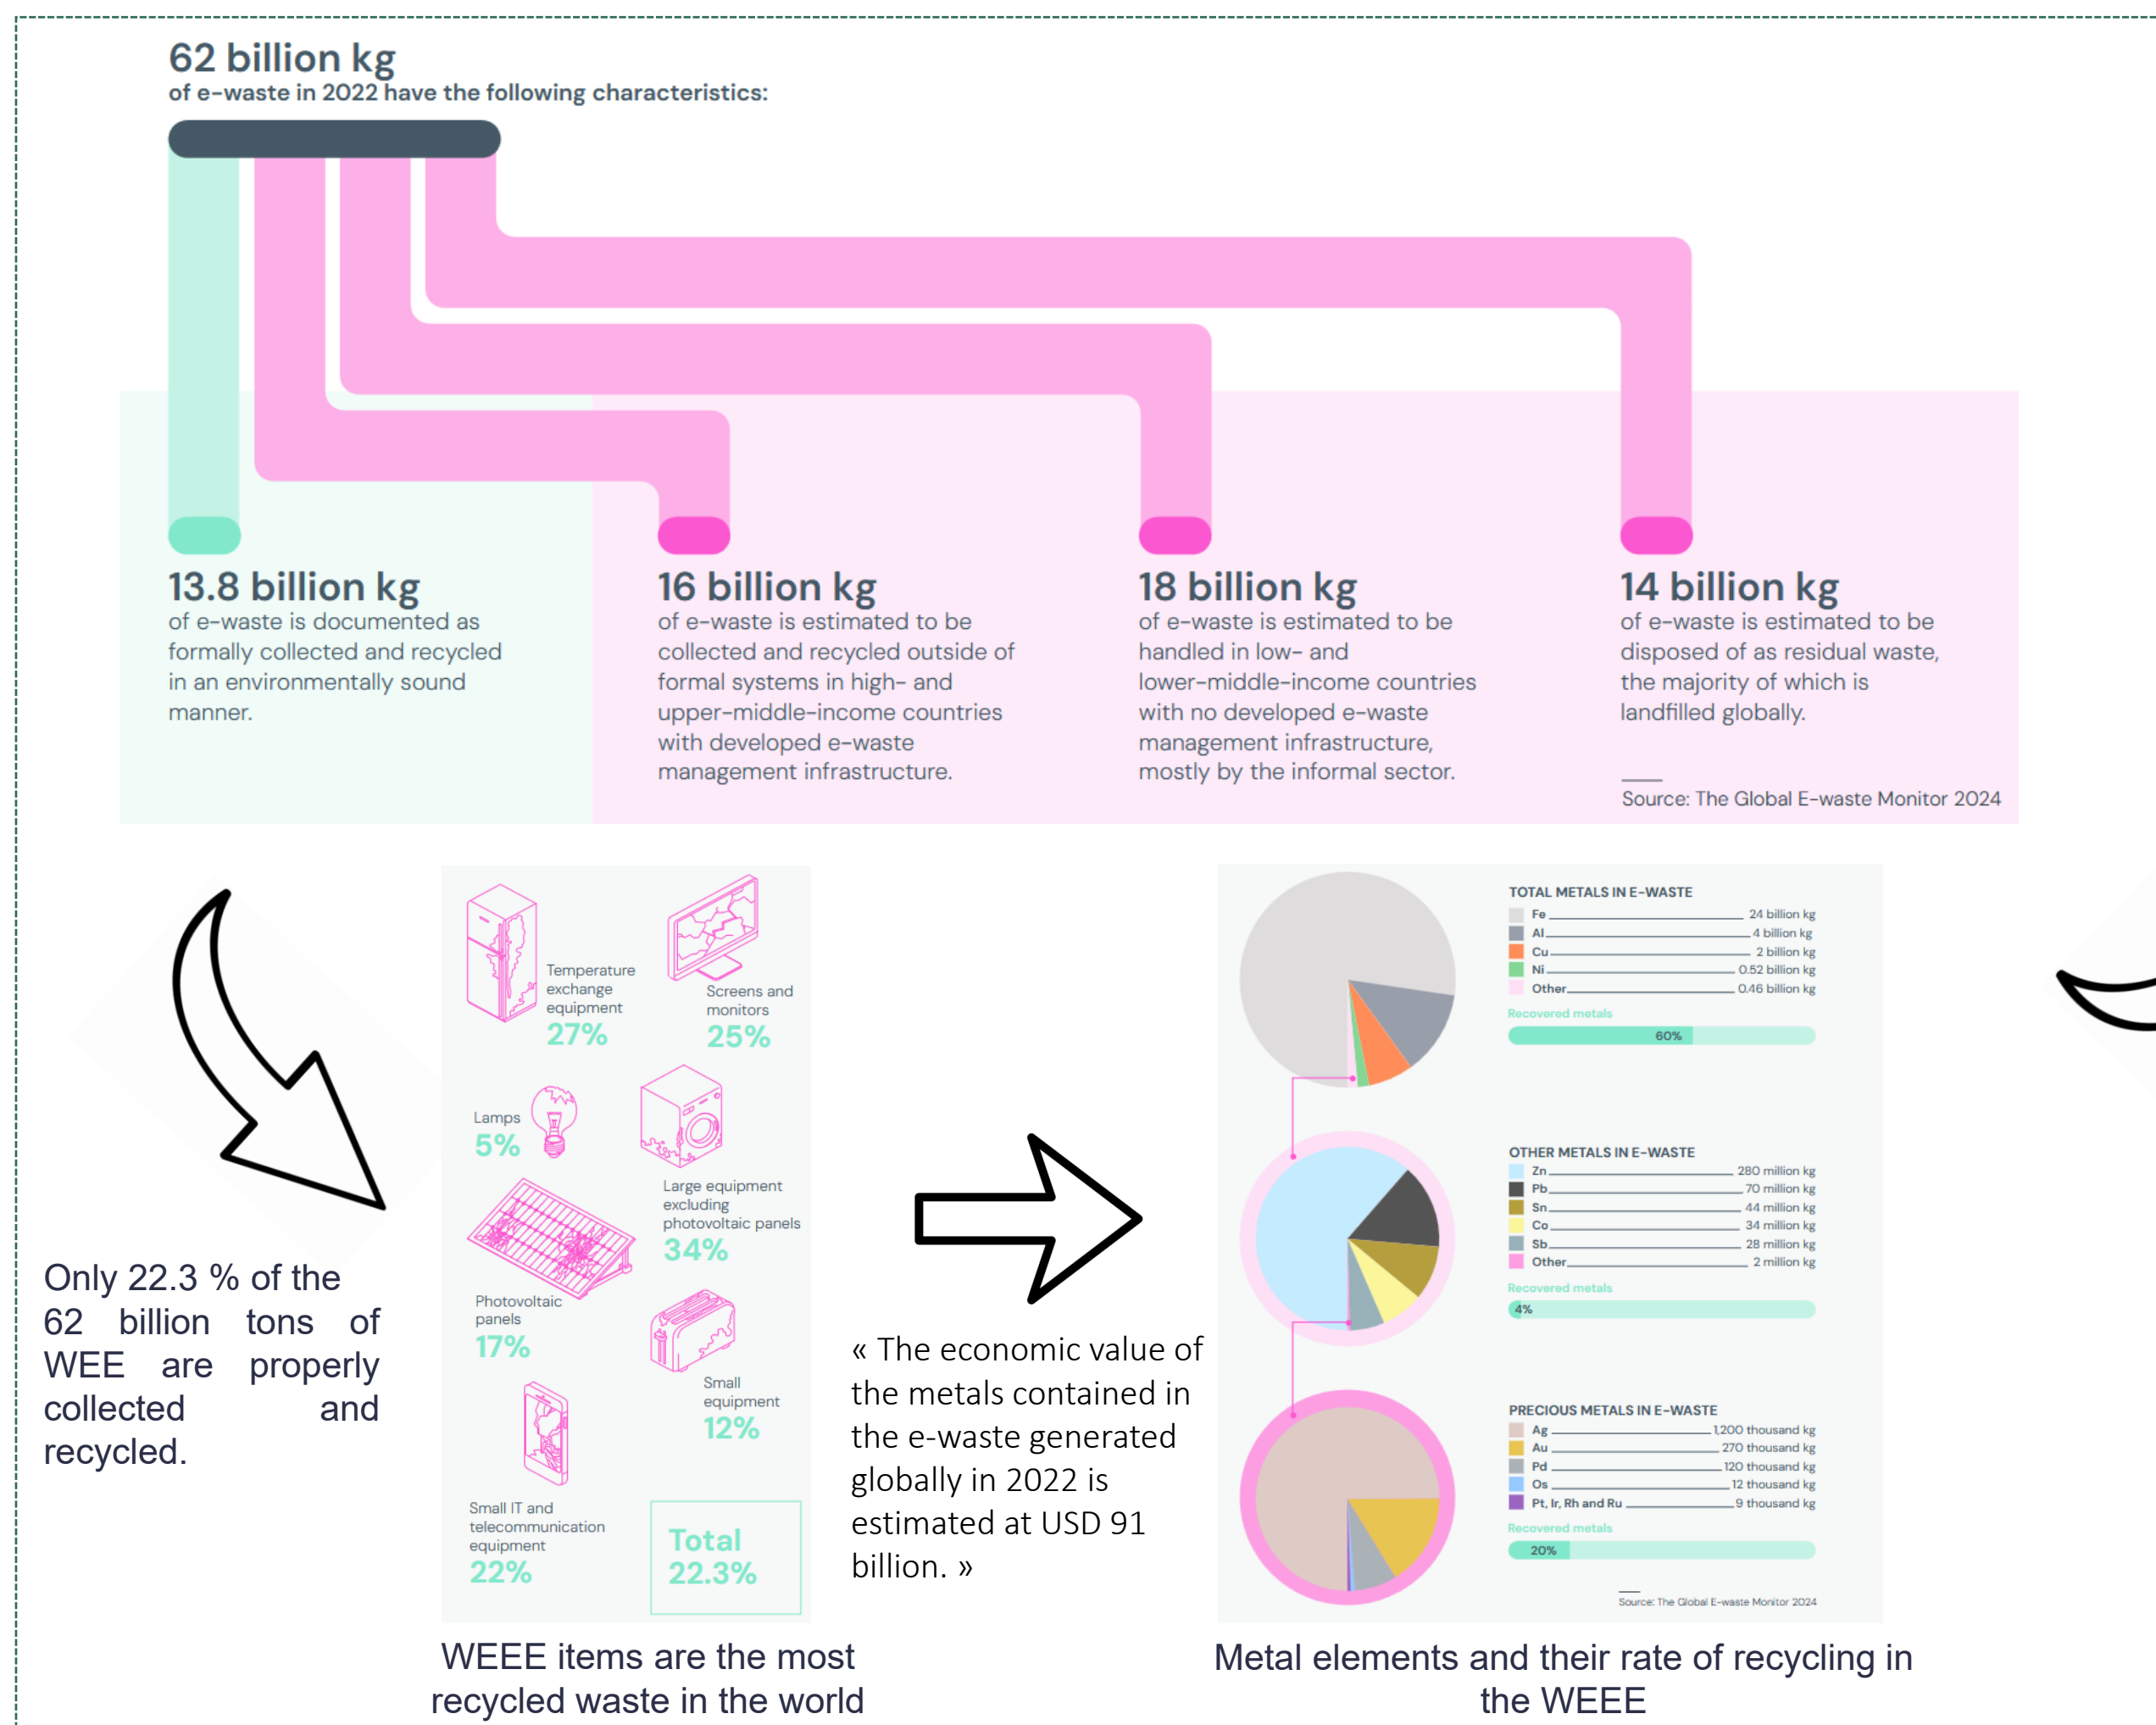 62 billion kg
of e-waste in 2022 have the following characteristics:
13.8 billion kg
of e-waste is documented as
formally collected and recycled
in an environmentally sound
manner.
16 billion kg
of e-waste is estimated to be
collected and recycled outside of
formal systems in high- and
upper-middle-income countries
with developed e-waste
management infrastructure.
18 billion kg
of e-waste is estimated to be
handled in low- and
lower-middle-income countries
with no developed e-waste
management infrastructure,
mostly by the informal sector.
14 billion kg
of e-waste is estimated to be
disposed of as residual waste,
the majority of which is
landfilled globally.
Source: The Global E-waste Monitor 2024
Only 22.3 % of the
62 billion tons of
WEE are properly
collected and
recycled.
Temperature
exchange
equipment
27%
Screens and
monitors
25%
Lamps
5%
Large equipment
excluding
photovoltaic panels
34%
Photovoltaic
panels
17%
Small
equipment
12%
Small IT and
telecommunication
equipment
22%
Total
22.3%
WEEE items are the most
recycled waste in the world
« The economic value of
the metals contained in
the e-waste generated
globally in 2022 is
estimated at USD 91
billion. »
TOTAL METALS IN E-WASTE
Fe 24 billion kg
Al 4 billion kg
Cu 2 billion kg
Ni 0.52 billion kg
Other 0.46 billion kg
Recovered metals
60%
OTHER METALS IN E-WASTE
Zn 280 million kg
Pb 70 million kg
Sn 44 million kg
Co 34 million kg
Sb 28 million kg
Other 2 million kg
Recovered metals
4%
PRECIOUS METALS IN E-WASTE
Ag 1,200 thousand kg
Au 270 thousand kg
Pd 120 thousand kg
Os 12 thousand kg
Pt, Ir, Rh and Ru 9 thousand kg
Recovered metals
20%
Source: The Global E-waste Monitor 2024
Metal elements and their rate of recycling in
the WEEE